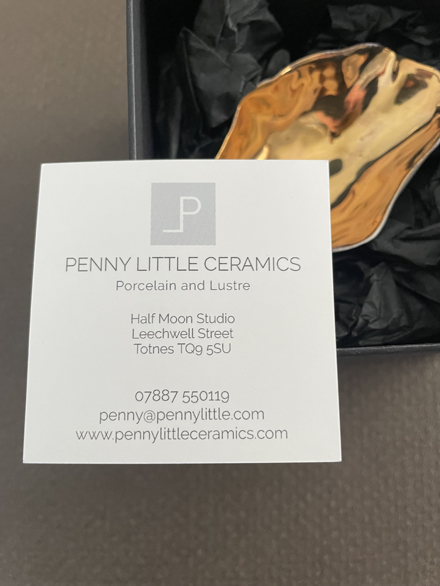 LP
PENNY LITTLE CERAMICS
Porcelain and Lustre
Half Moon Studio
Leechwell Street
Totnes TQ9 5SU
07887 550119
penny@pennylittle.com
www.pennylittleceramics.com